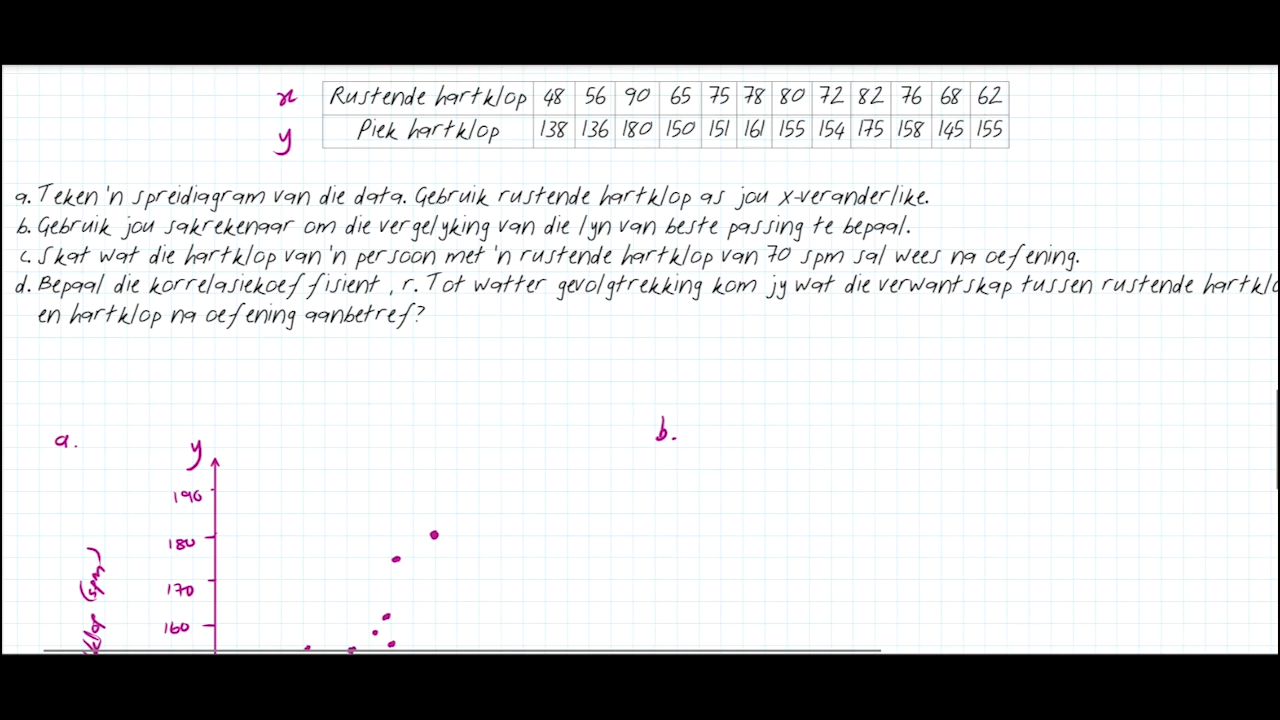 x Rustende hartklop 48 56 90 65 75 78 80 72 82 76 68 62
y Piek hartklop 138 136 180 150 151 161 155 154 175 158 145 155
a. Teken 'n spreidiagram van die data. Gebruik rustende hartklop as jou x-veranderlike.
b. Gebruik jou sakrekenaar om die vergelyking van die lyn van beste passing te bepaal.
c. Skat wat die hartklop van 'n persoon met 'n rustende hartklop van 70 spm sal wees na oefening.
d. Bepaal die korrelasiekoeffisient, r. Tot watter gevolgtrekking kom jy wat die verwantskap tussen rustende hartklo
en hartklop na oefening aanbetref?
a.
b.
y
190
180
170
160
klop (spm)